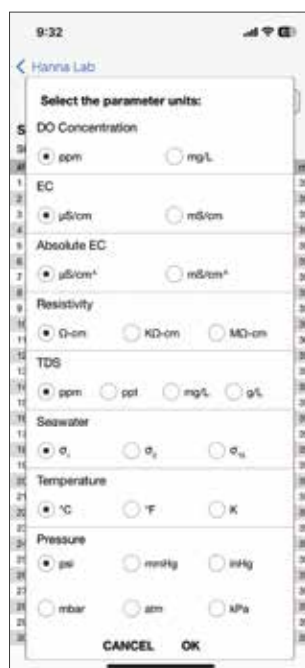 9:32
Hanna Lab
Select the parameter units:
DO Concentration
ppm mg/L
EC
µS/cm mS/cm
Absolute EC
µS/cm^ mS/cm^
Resistivity
Ω-cm KΩ-cm MΩ-cm
TDS
ppm ppt mg/L g/L
Seawater
Temperature
°C °F K
Pressure
psi mmHg inHg
mbar atm kPa
CANCEL OK